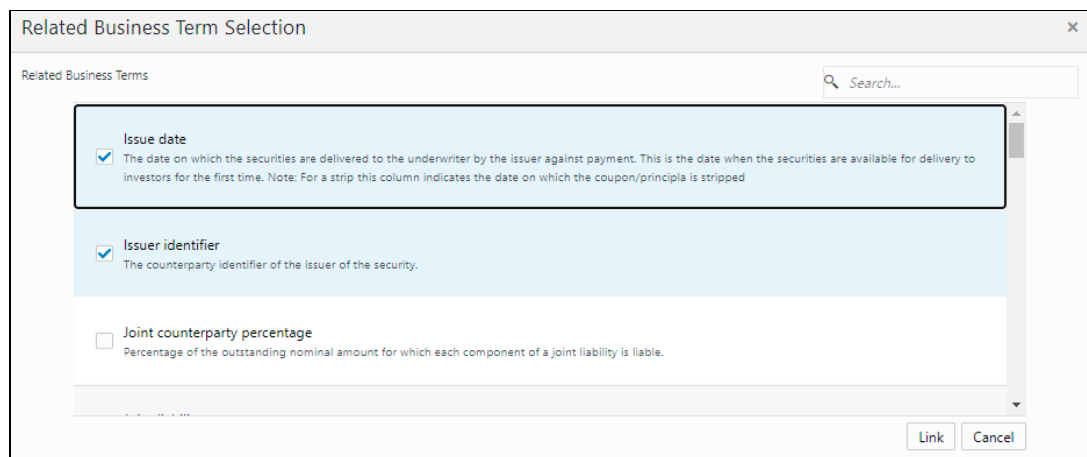 Related Business Term Selection
Related Business Terms
Search...
Issue date
The date on which the securities are delivered to the underwriter by the issuer against payment. This is the date when the securities are available for delivery to
investors for the first time. Note: For a strip this column indicates the date on which the coupon/principla is stripped
Issuer identifier
The counterparty identifier of the issuer of the security.
Joint counterparty percentage
Percentage of the outstanding nominal amount for which each component of a joint liability is liable.
Link Cancel